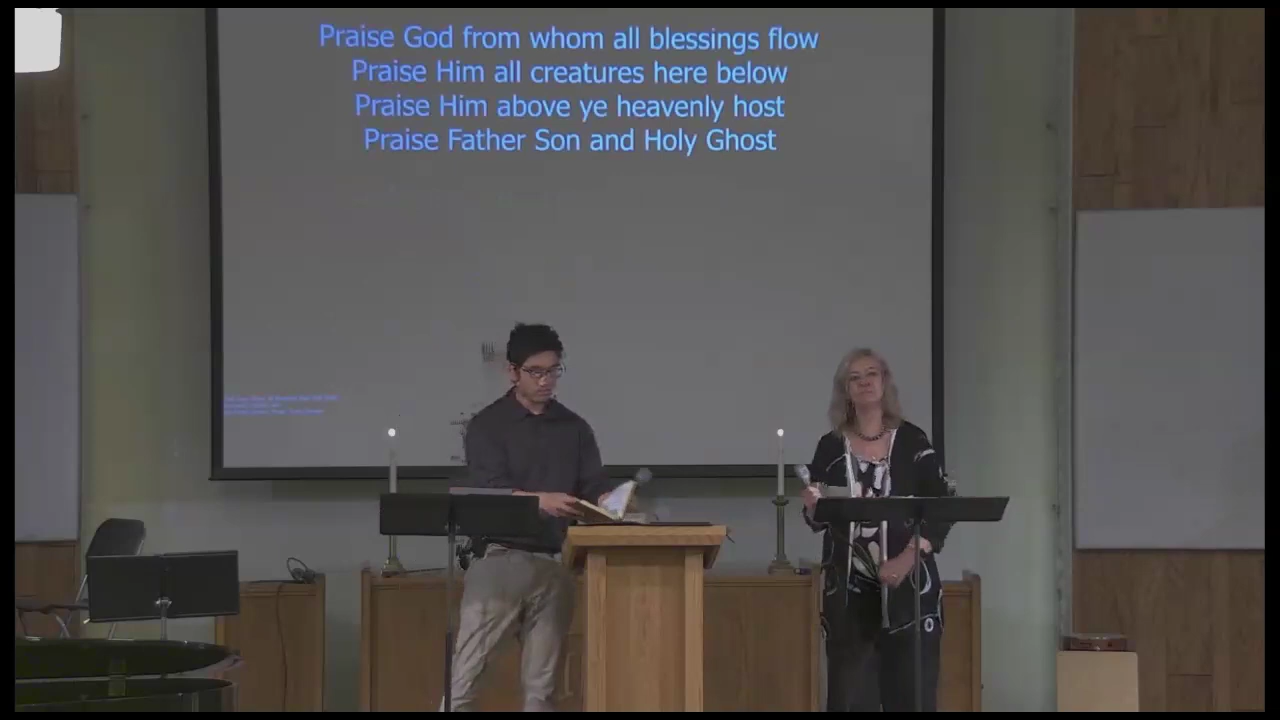 Praise God from whom all blessings flow
Praise Him all creatures here below
Praise Him above ye heavenly host
Praise Father Son and Holy Ghost